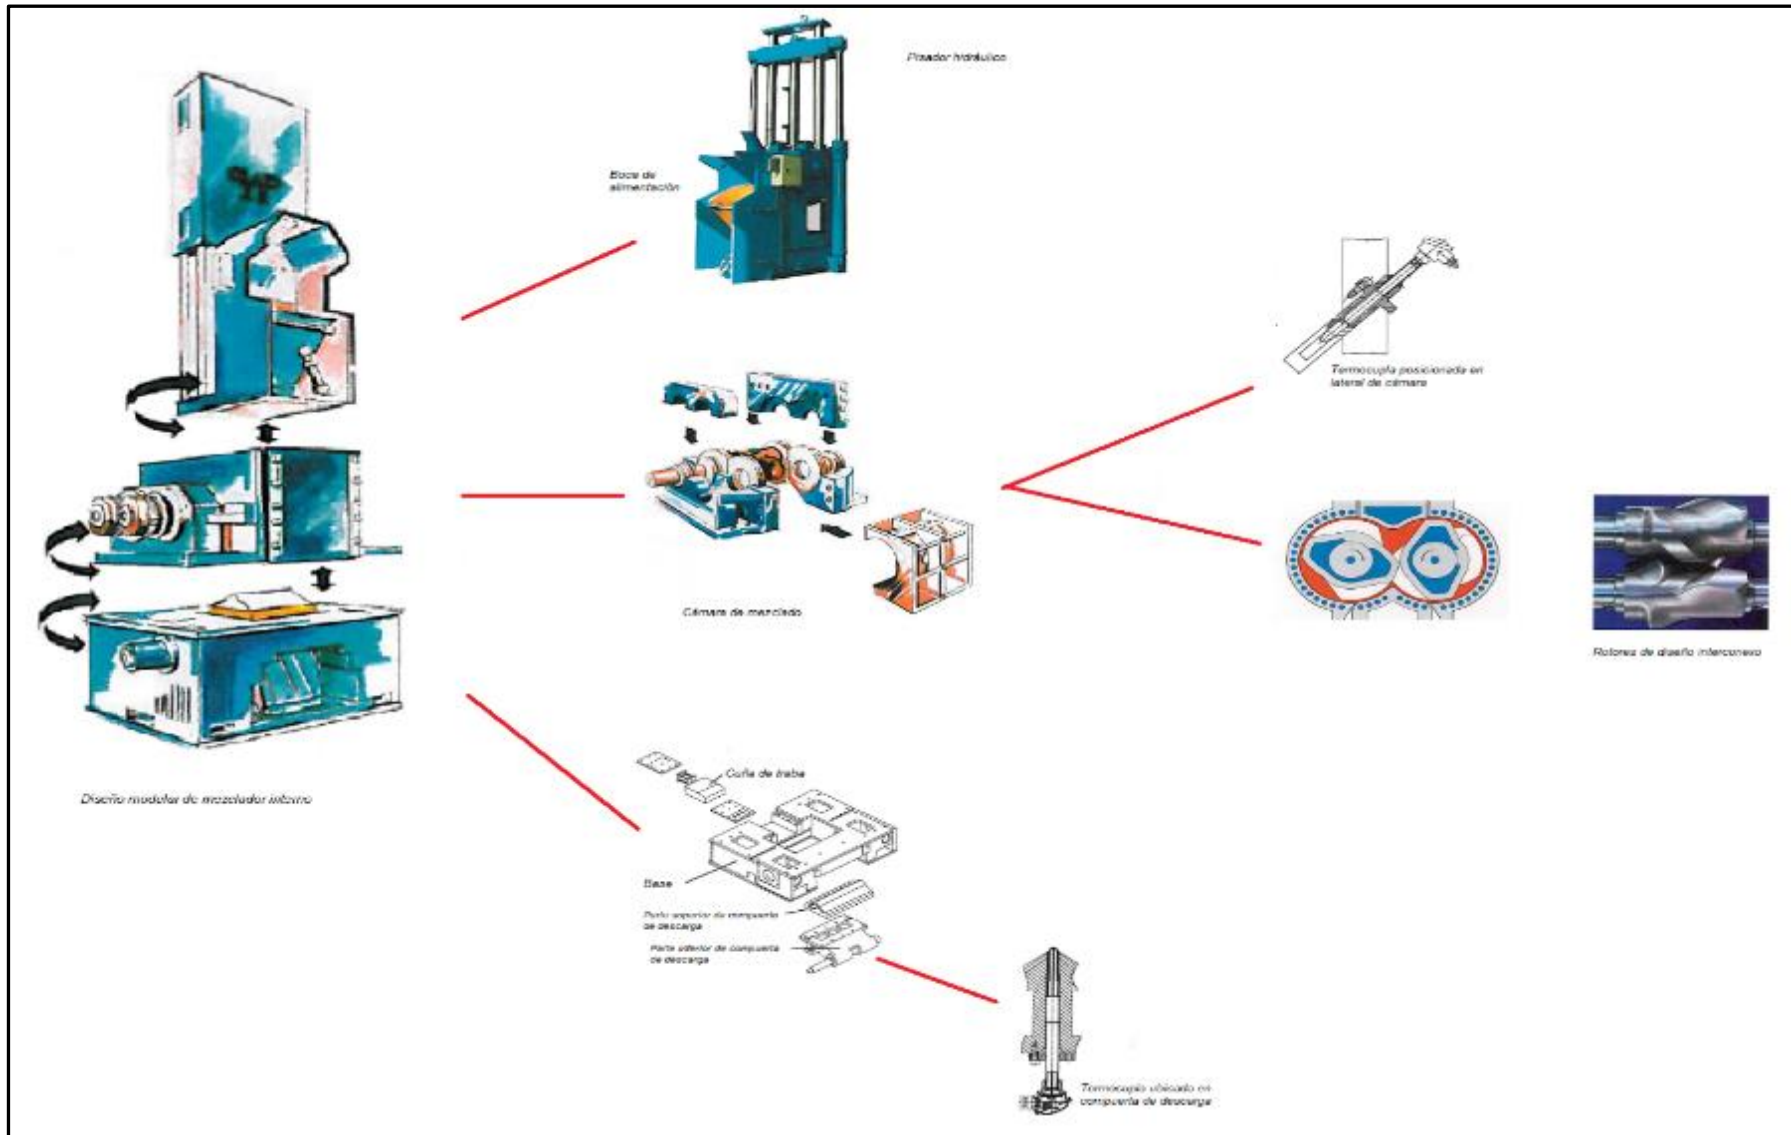 Pisador hidráulico
Boca de
alimentación
Termocupla posicionada en
lateral de cámara
Cámara de mezclado
Rotores de diseño interconexo
Cuña de traba
Diseño modular de mezclador interno
Base
Parte superior de compuerta
de descarga
Parte inferior de compuerta
de descarga
Termocupla ubicada en
compuerta de descarga